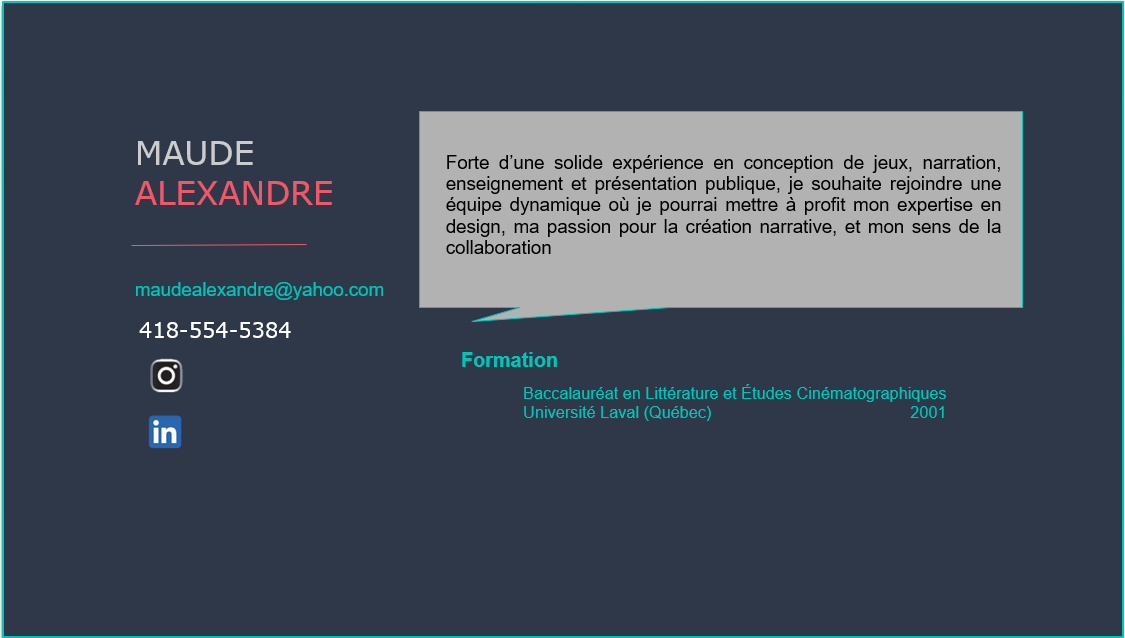 MAUDE
ALEXANDRE
maudealexandre@yahoo.com
418-554-5384
in
Forte d’une solide expérience en conception de jeux, narration,
enseignement et présentation publique, je souhaite rejoindre une
équipe dynamique où je pourrai mettre à profit mon expertise en
design, ma passion pour la création narrative, et mon sens de la
collaboration
Formation
Baccalauréat en Littérature et Études Cinématographiques
Université Laval (Québec) 2001